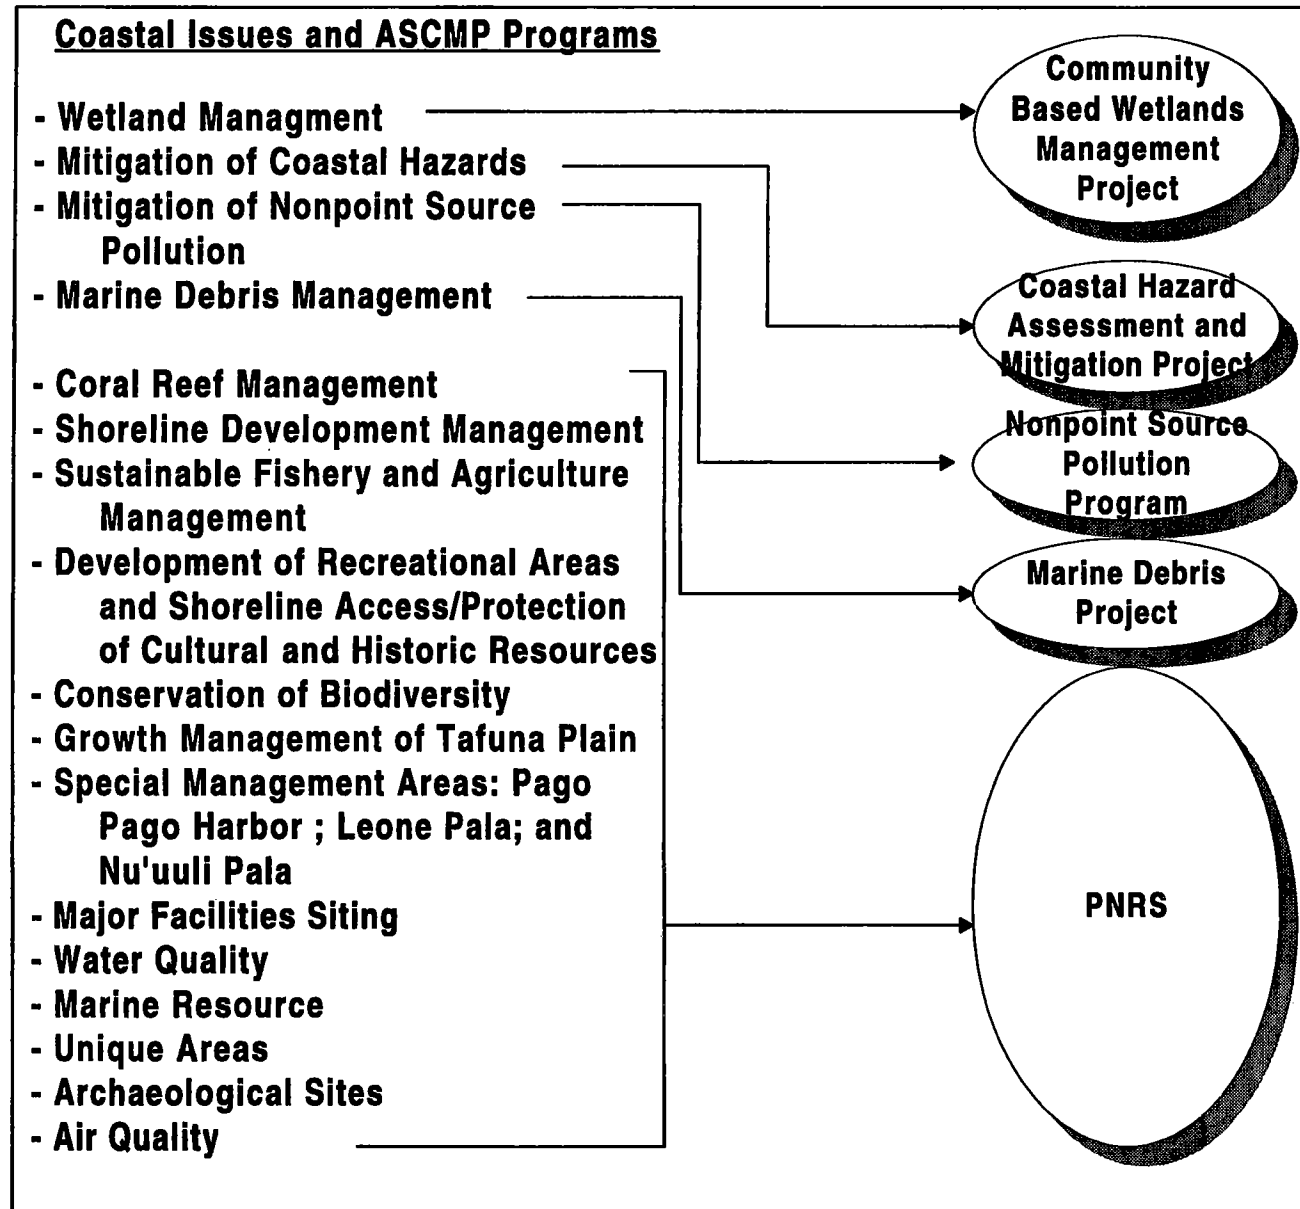 Coastal Issues and ASCMP Programs
- Wetland Managment
- Mitigation of Coastal Hazards
- Mitigation of Nonpoint Source
Pollution
- Marine Debris Management
- Coral Reef Management
- Shoreline Development Management
- Sustainable Fishery and Agriculture
Management
- Development of Recreational Areas
and Shoreline Access/Protection
of Cultural and Historic Resources
- Conservation of Biodiversity
- Growth Management of Tafuna Plain
- Special Management Areas: Pago
Pago Harbor ; Leone Pala; and
Nu'uuli Pala
- Major Facilities Siting
- Water Quality
- Marine Resource
- Unique Areas
- Archaeological Sites
- Air Quality
Community
Based Wetlands
Management
Project
Coastal Hazard
Assessment and
Mitigation Project
Nonpoint Source
Pollution
Program
Marine Debris
Project
PNRS